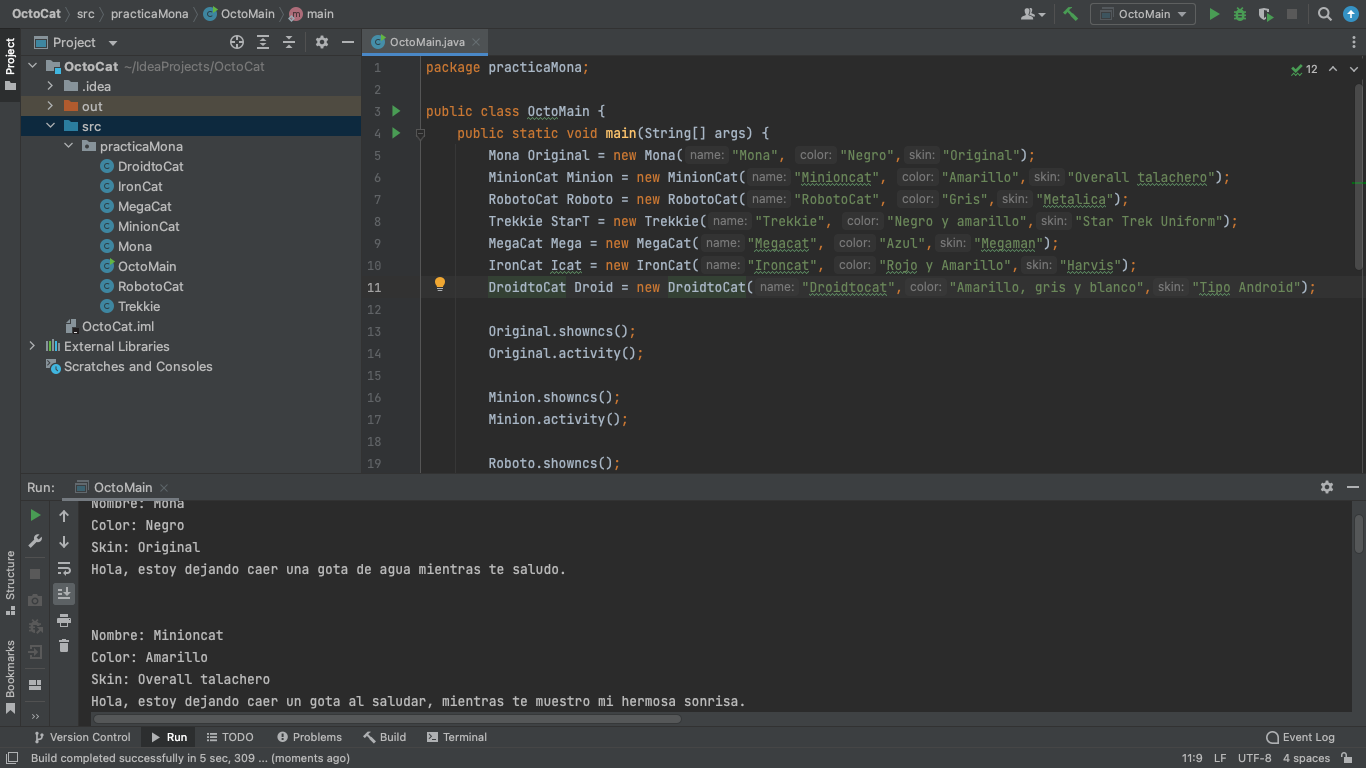 OctoCat src practicaMona OctoMain main OctoMain
Project OctoMain.java
Project
OctoCat ~/IdeaProjects/OctoCat
.idea
out
src
practicaMona
DroidtoCat
IronCat
MegaCat
MinionCat
Mona
OctoMain
RobotoCat
Trekkie
OctoCat.iml
External Libraries
Scratches and Consoles
12
1 package practicaMona;
2
3 public class OctoMain {
4 public static void main(String[] args) {
5 Mona Original = new Mona( name: "Mona", color: "Negro", skin: "Original");
6 MinionCat Minion = new MinionCat( name: "Minioncat", color: "Amarillo", skin: "Overall talachero");
7 RobotoCat Roboto = new RobotoCat( name: "RobotoCat", color: "Gris", skin: "Metalica");
8 Trekkie StarT = new Trekkie( name: "Trekkie", color: "Negro y amarillo", skin: "Star Trek Uniform");
9 MegaCat Mega = new MegaCat( name: "Megacat", color: "Azul", skin: "Megaman");
10 IronCat Icat = new IronCat( name: "Ironcat", color: "Rojo y Amarillo", skin: "Harvis");
11 DroidtoCat Droid = new DroidtoCat( name: "Droidtocat", color: "Amarillo, gris y blanco", skin: "Tipo Android");
12
13 Original.showncs();
14 Original.activity();
15
16 Minion.showncs();
17 Minion.activity();
18
19 Roboto.showncs();
Run: OctoMain
Nombre: Mona
Color: Negro
Skin: Original
Hola, estoy dejando caer una gota de agua mientras te saludo.
Nombre: Minioncat
Color: Amarillo
Skin: Overall talachero
Hola, estoy dejando caer un gota al saludar, mientras te muestro mi hermosa sonrisa.
Structure
Bookmarks
Version Control Run TODO Problems Build Terminal Event Log
Build completed successfully in 5 sec, 309 ... (moments ago) 11:9 LF UTF-8 4 spaces